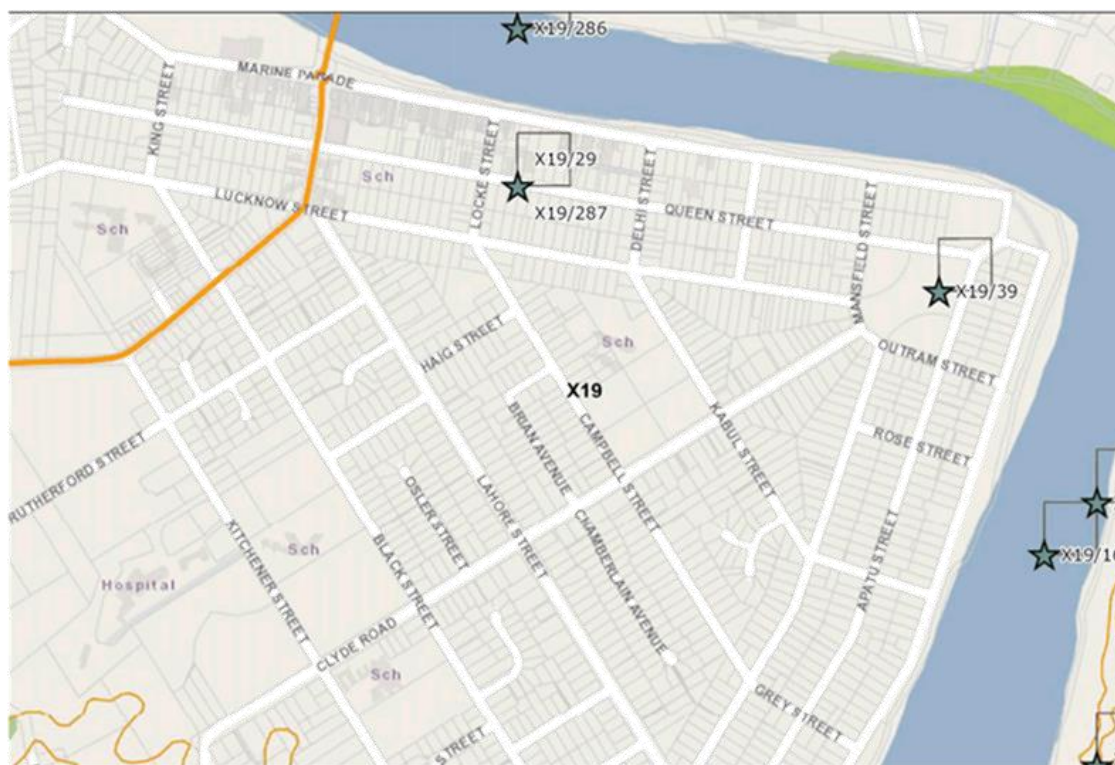 X19/286
MARINE PARADE
KING STREET
LOCKE STREET
X19/29
Sch
DELHI STREET
LUCKNOW STREET
X19/287
QUEEN STREET
MANSFIELD STREET
Sch
X19/39
HAIG STREET
Sch
OUTRAM STREET
X19
BRIAN AVENUE
CAMPBELL STREET
KABUL STREET
ROSE STREET
RUTHERFORD STREET
OSLER STREET
LAHORE STREET
KITCHENER STREET
BLACK STREET
CHAMBERLAIN AVENUE
APATU STREET
Sch
Hospital
CLYDE ROAD
Sch
GREY STREET
STREET